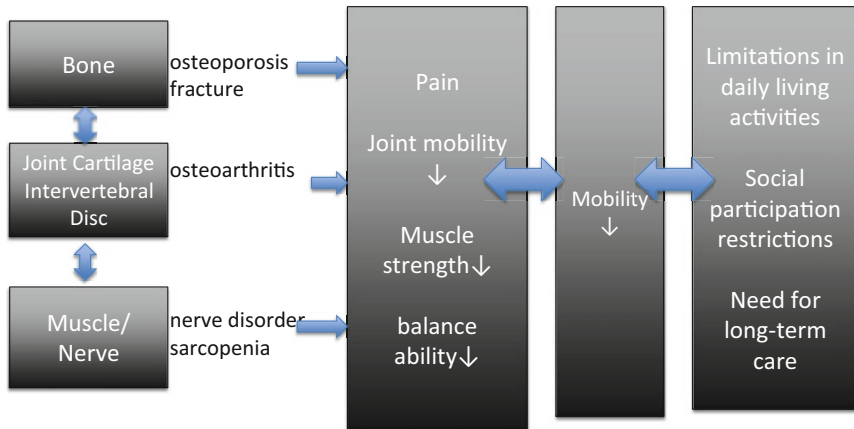 Bone
osteoporosis
fracture
Joint Cartilage
Intervertebral
Disc
osteoarthritis
Muscle/
Nerve
nerve disorder
sarcopenia
Pain
Joint mobility
↓
Muscle
strength↓
balance
ability↓
Mobility
↓
Limitations in
daily living
activities
Social
participation
restrictions
Need for
long-term
care